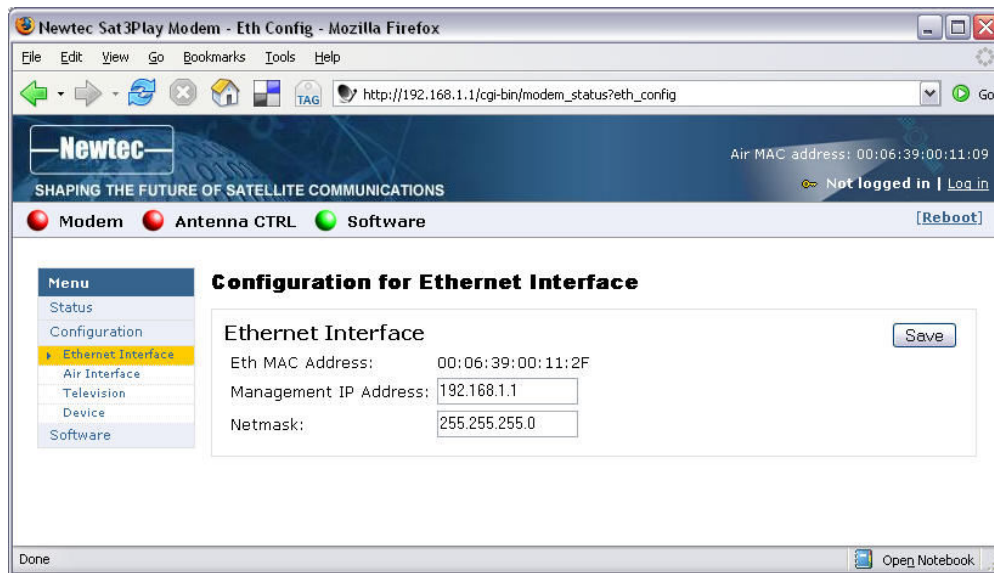 Newtec Sat3Play Modem - Eth Config - Mozilla Firefox
File Edit View Go Bookmarks Tools Help
TAG http://192.168.1.1/cgi-bin/modem_status?eth_config Go
Newtec
SHAPING THE FUTURE OF SATELLITE COMMUNICATIONS
Air MAC address: 00:06:39:00:11:09
Not logged in | Log in
Modem Antenna CTRL Software [Reboot]
Menu
Status
Configuration
Ethernet Interface
Air Interface
Television
Device
Software
Configuration for Ethernet Interface
Ethernet Interface Save
Eth MAC Address: 00:06:39:00:11:2F
Management IP Address: 192.168.1.1
Netmask: 255.255.255.0
Done Open Notebook